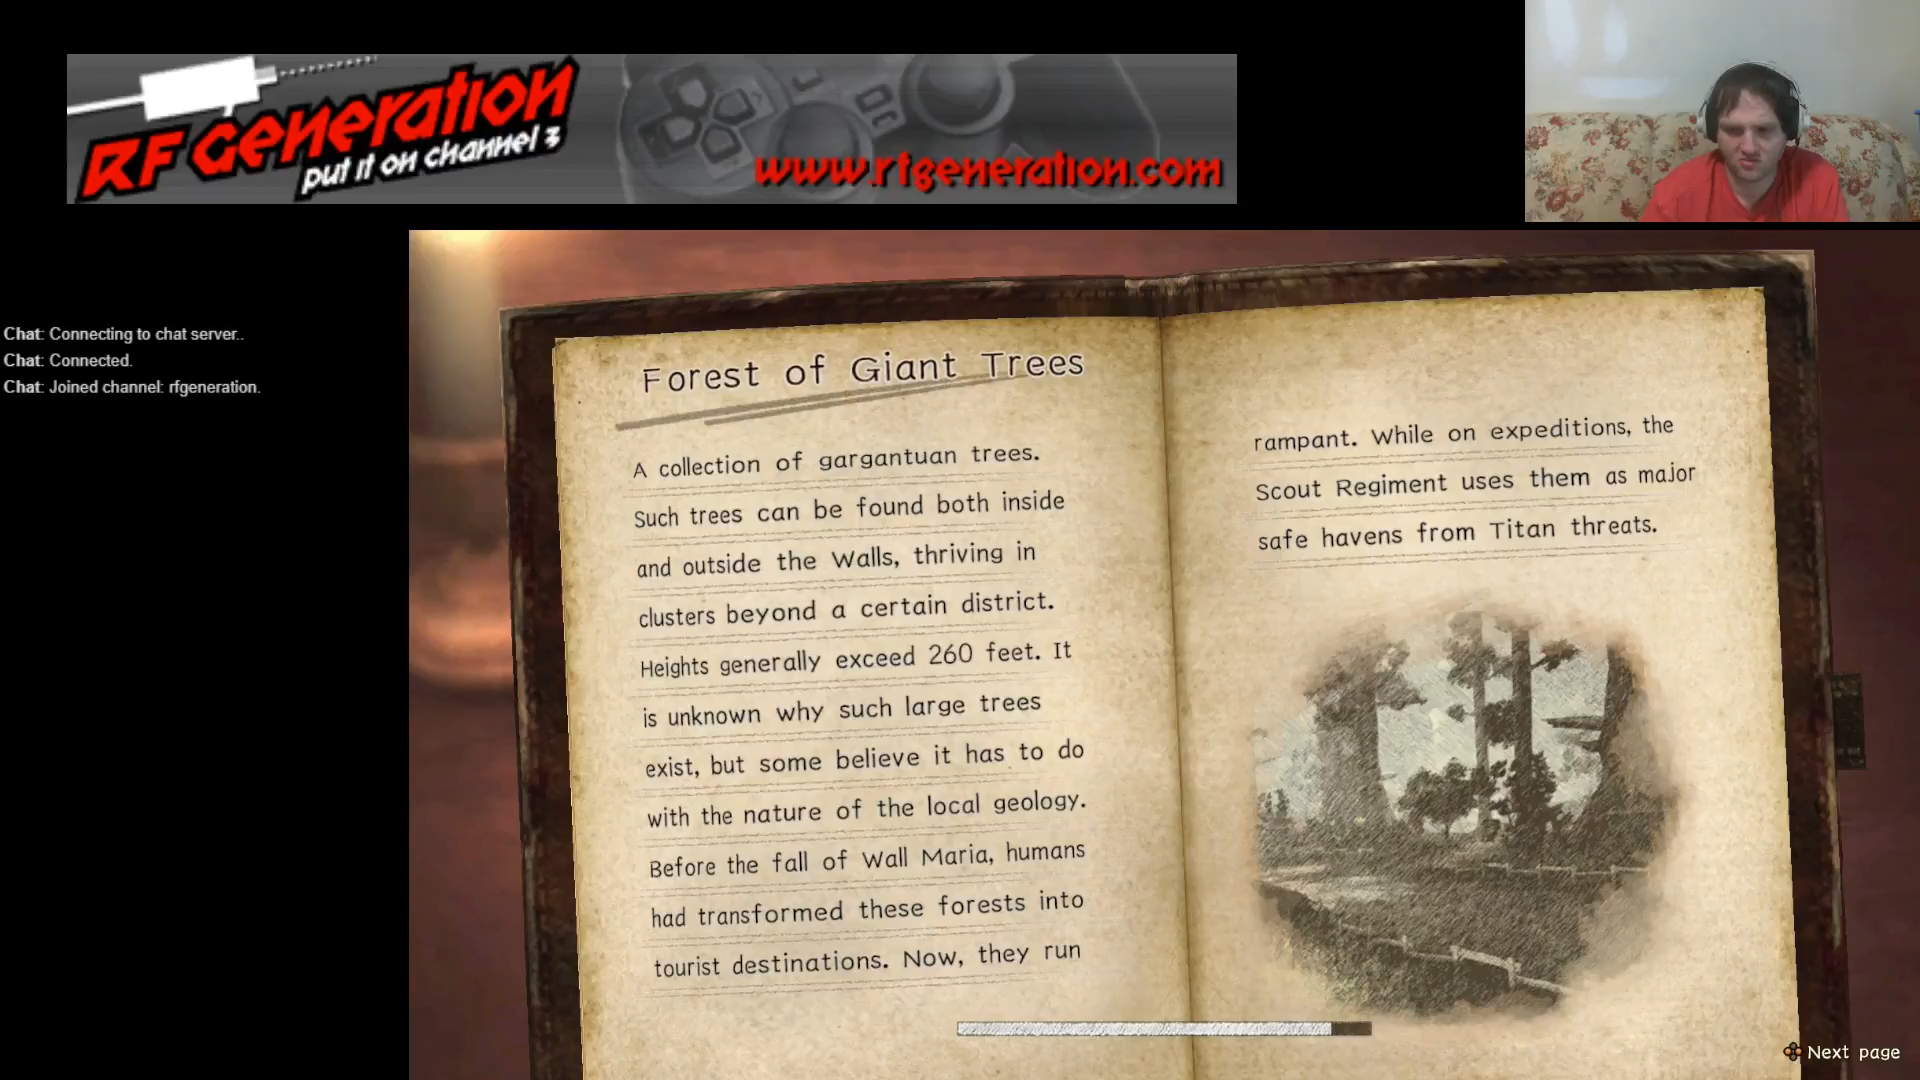 RF Generation
put it on channel 3
www.rfgeneration.com
Chat: Connecting to chat server..
Chat: Connected.
Chat: Joined channel: rfgeneration.
Forest of Giant Trees
A collection of gargantuan trees.
Such trees can be found both inside
and outside the Walls, thriving in
clusters beyond a certain district.
Heights generally exceed 260 feet. It
is unknown why such large trees
exist, but some believe it has to do
with the nature of the local geology.
Before the fall of Wall Maria, humans
had transformed these forests into
tourist destinations. Now, they run
rampant. While on expeditions, the
Scout Regiment uses them as major
safe havens from Titan threats.
Next page